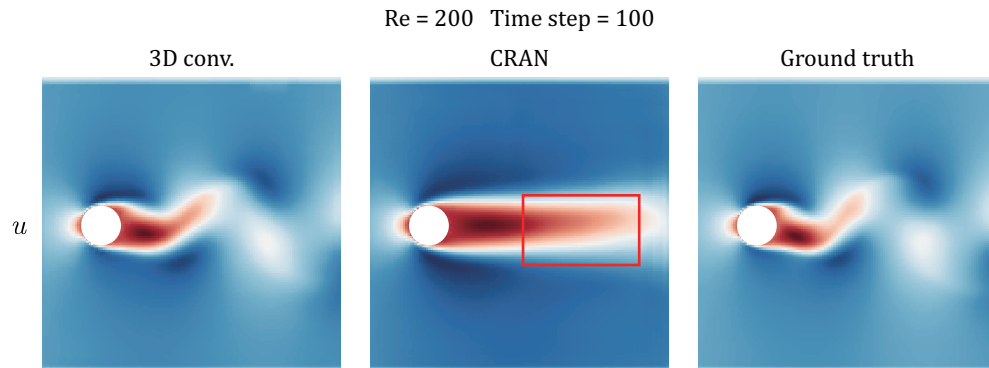 Re = 200 Time step = 100
3D conv. CRAN Ground truth
u